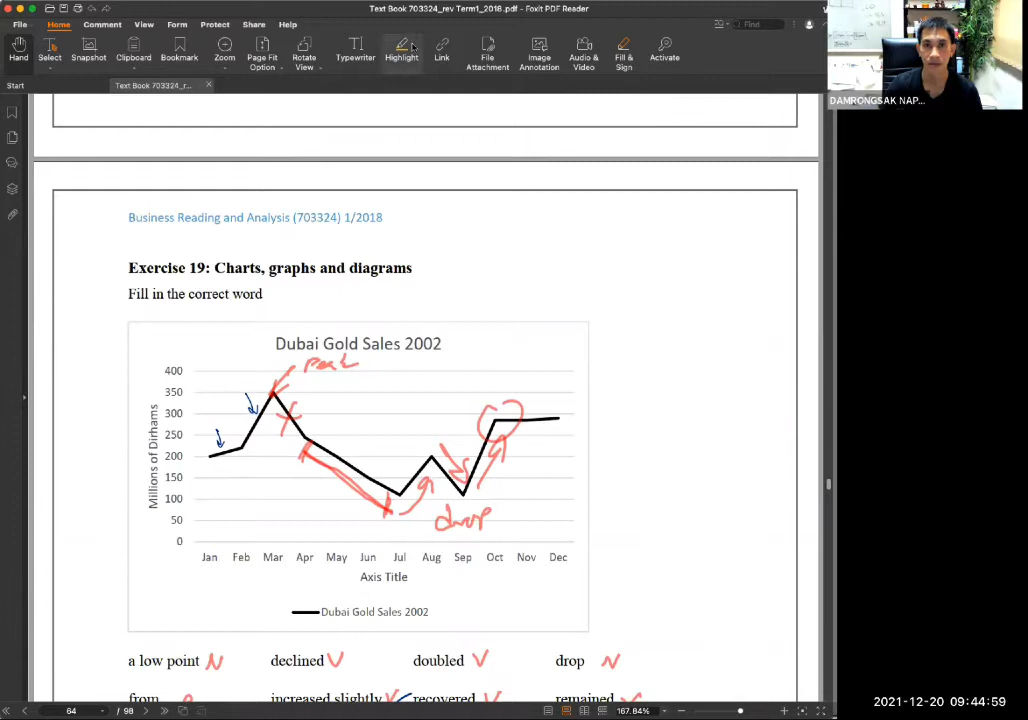 Text Book 703324_rev Term1_2018.pdf - Foxit PDF Reader
File Home Comment View Form Protect Share Help Find
Hand Select Snapshot Clipboard Bookmark Zoom Page Fit Option Rotate View Typewriter Highlight Link File Attachment Image Annotation Audio & Video Fill & Sign Activate
Start Text Book 703324_r...
DAMRONGSAK NAP...
Business Reading and Analysis (703324) 1/2018
Exercise 19: Charts, graphs and diagrams
Fill in the correct word
Dubai Gold Sales 2002
peak
400
350
300
250
200
150
100
50
0
Millions of Dirhams
drop
Jan Feb Mar Apr May Jun Jul Aug Sep Oct Nov Dec
Axis Title
Dubai Gold Sales 2002
a low point N declined V doubled V drop N
from P increased slightly V recovered V remained V
64 / 98 167.84%
2021-12-20 09:44:59